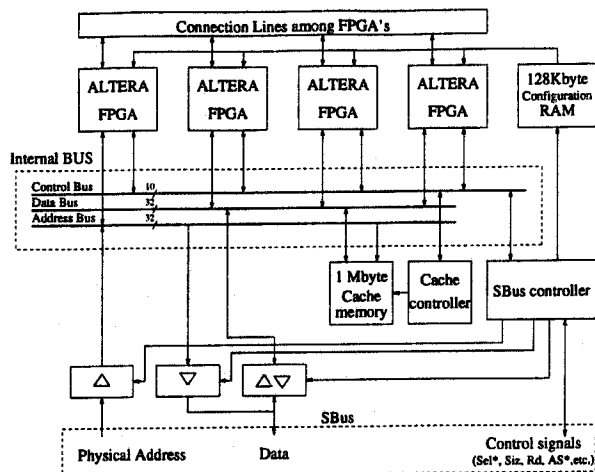 Connection Lines among FPGA's
ALTERA
FPGA
ALTERA
FPGA
ALTERA
FPGA
ALTERA
FPGA
128Kbyte
Configuration
RAM
Internal BUS
Control Bus 10
Data Bus 32
Address Bus 32
1 Mbyte
Cache
memory
Cache
controller
SBus controller
SBus
Physical Address
Data
Control signals
(Sel*, Siz, Rd, AS*,etc,)